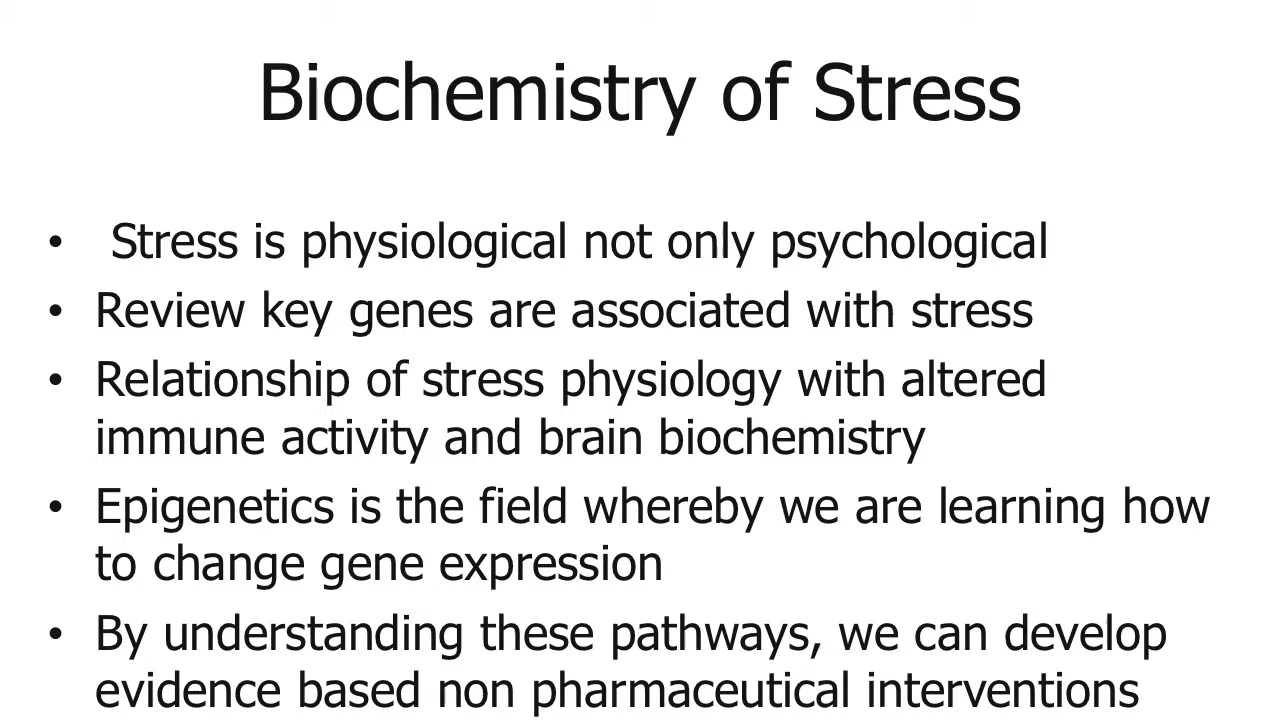 Biochemistry of Stress
• Stress is physiological not only psychological
• Review key genes are associated with stress
• Relationship of stress physiology with altered
immune activity and brain biochemistry
• Epigenetics is the field whereby we are learning how
to change gene expression
• By understanding these pathways, we can develop
evidence based non pharmaceutical interventions